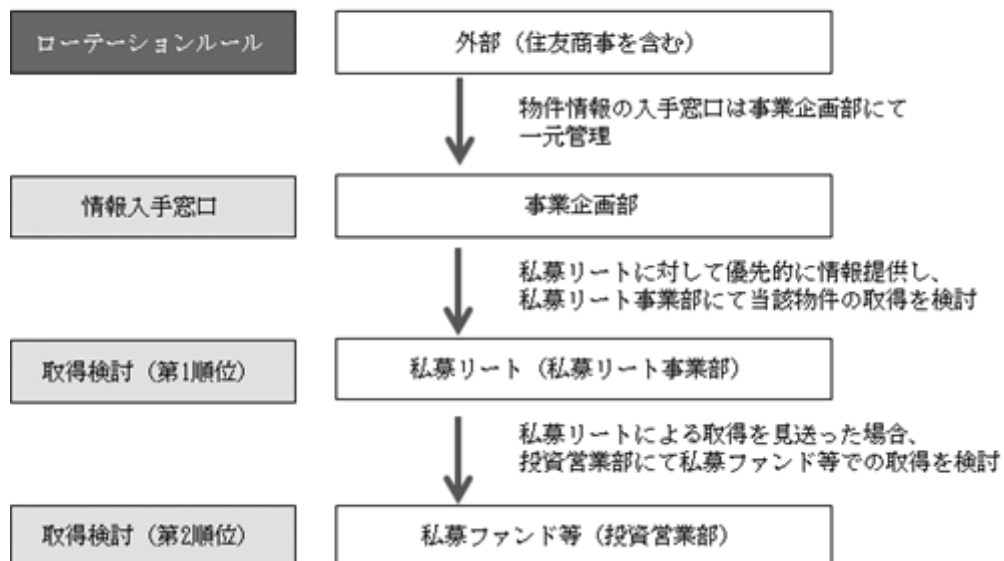 ローテーションルール
外部（住友商事を含む）
物件情報の入手窓口は事業企画部にて
一元管理
情報入手窓口
事業企画部
私募リートに対して優先的に情報提供し、
私募リート事業部にて当該物件の取得を検討
取得検討（第1順位）
私募リート（私募リート事業部）
私募リートによる取得を見送った場合、
投資営業部にて私募ファンド等での取得を検討
取得検討（第2順位）
私募ファンド等（投資営業部）